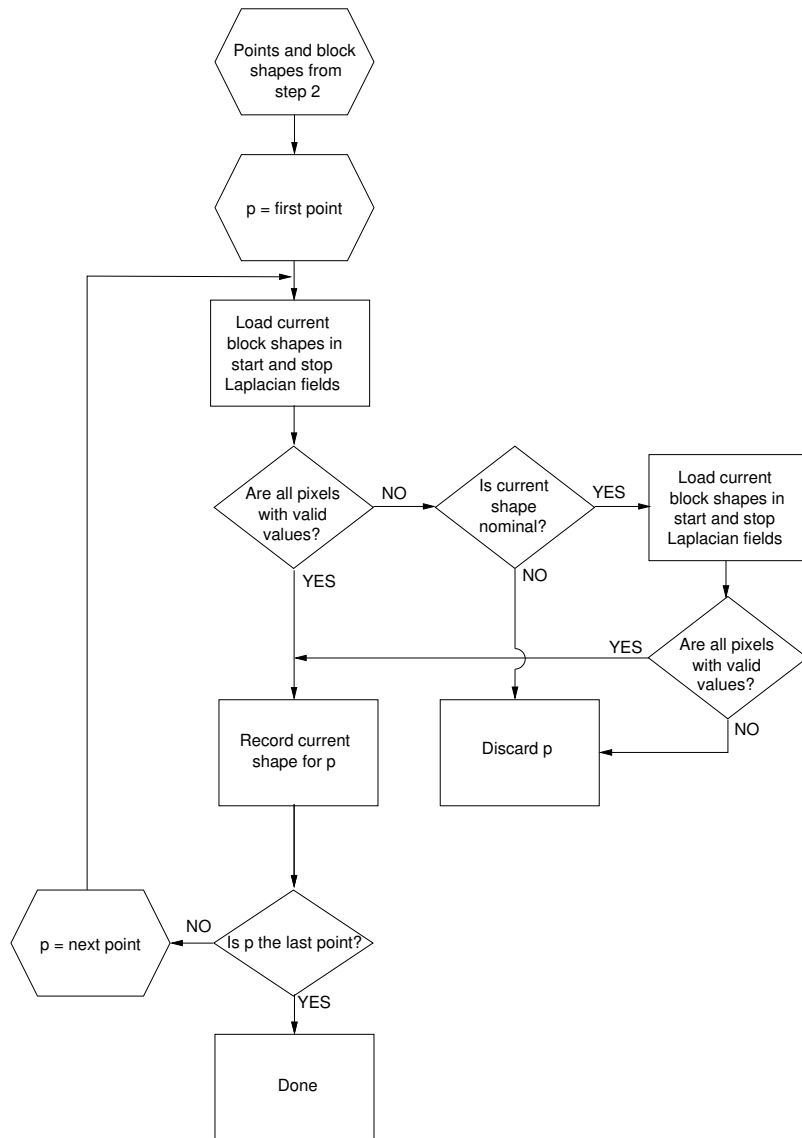 Points and block
shapes from
step 2
p = first point
Load current
block shapes in
start and stop
Laplacian fields
Are all pixels
with valid
values?
NO
Is current
shape
nominal?
YES
Load current
block shapes in
start and stop
Laplacian fields
YES
NO
YES
Are all pixels
with valid
values?
NO
Record current
shape for p
Discard p
p = next point
NO
Is p the last point?
YES
Done